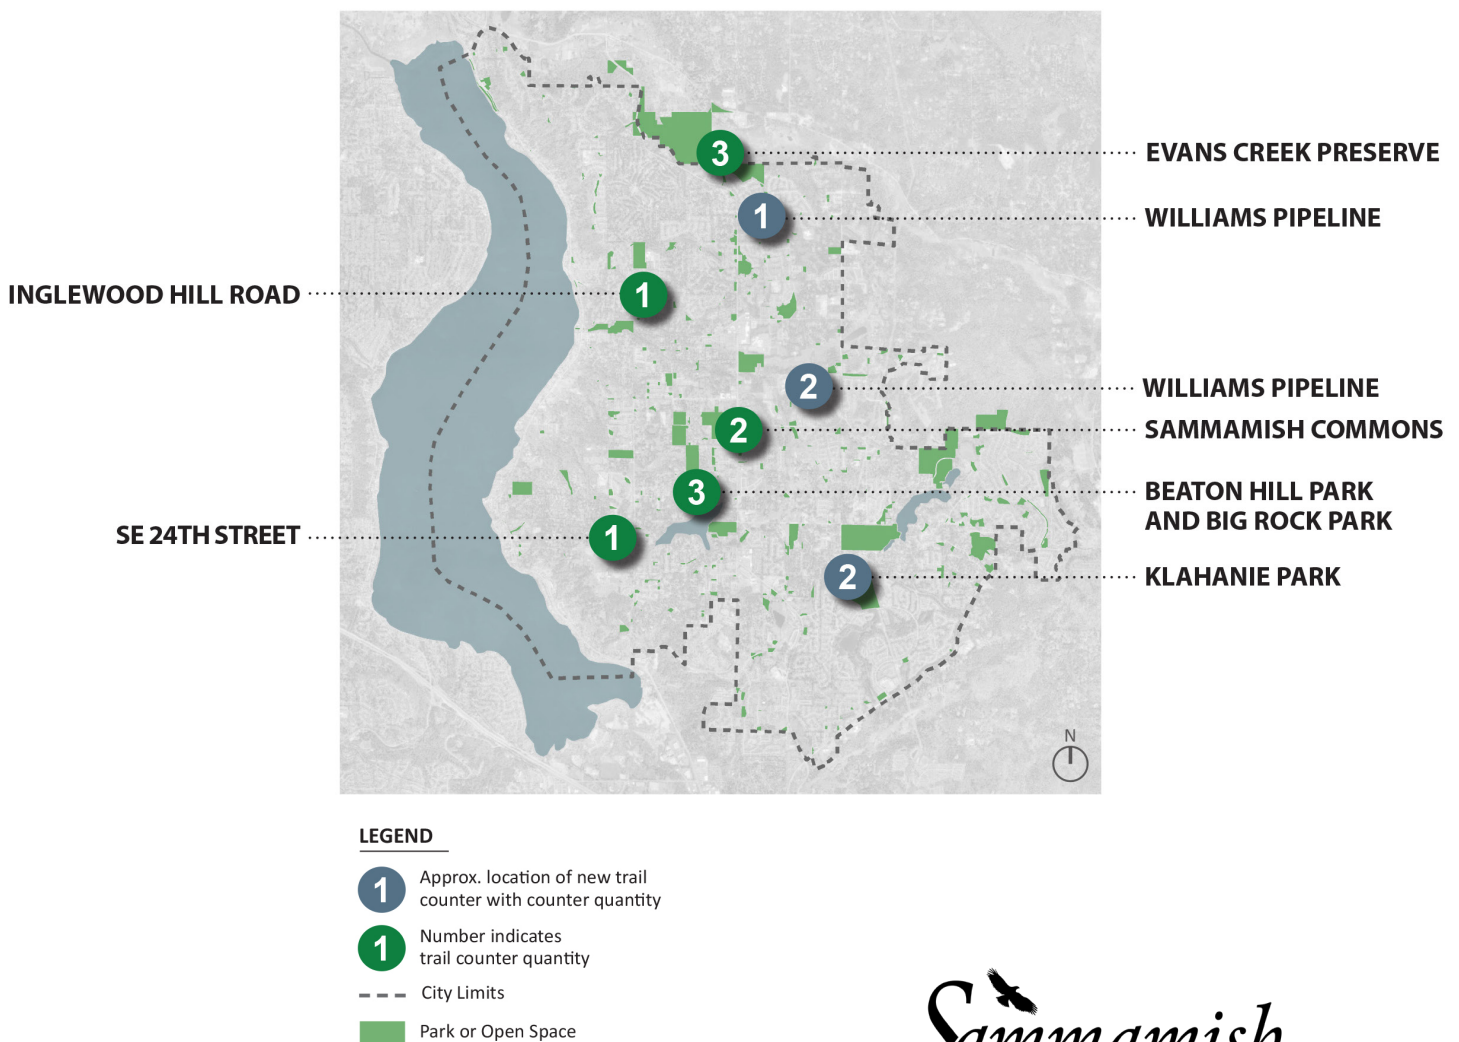 3
EVANS CREEK PRESERVE
1
WILLIAMS PIPELINE
INGLEWOOD HILL ROAD
1
2
WILLIAMS PIPELINE
2
SAMMAMISH COMMONS
3
BEATON HILL PARK
AND BIG ROCK PARK
SE 24TH STREET
1
2
KLAHANIE PARK
N
LEGEND
1
Approx. location of new trail
counter with counter quantity
1
Number indicates
trail counter quantity
City Limits
Park or Open Space
Sammamish